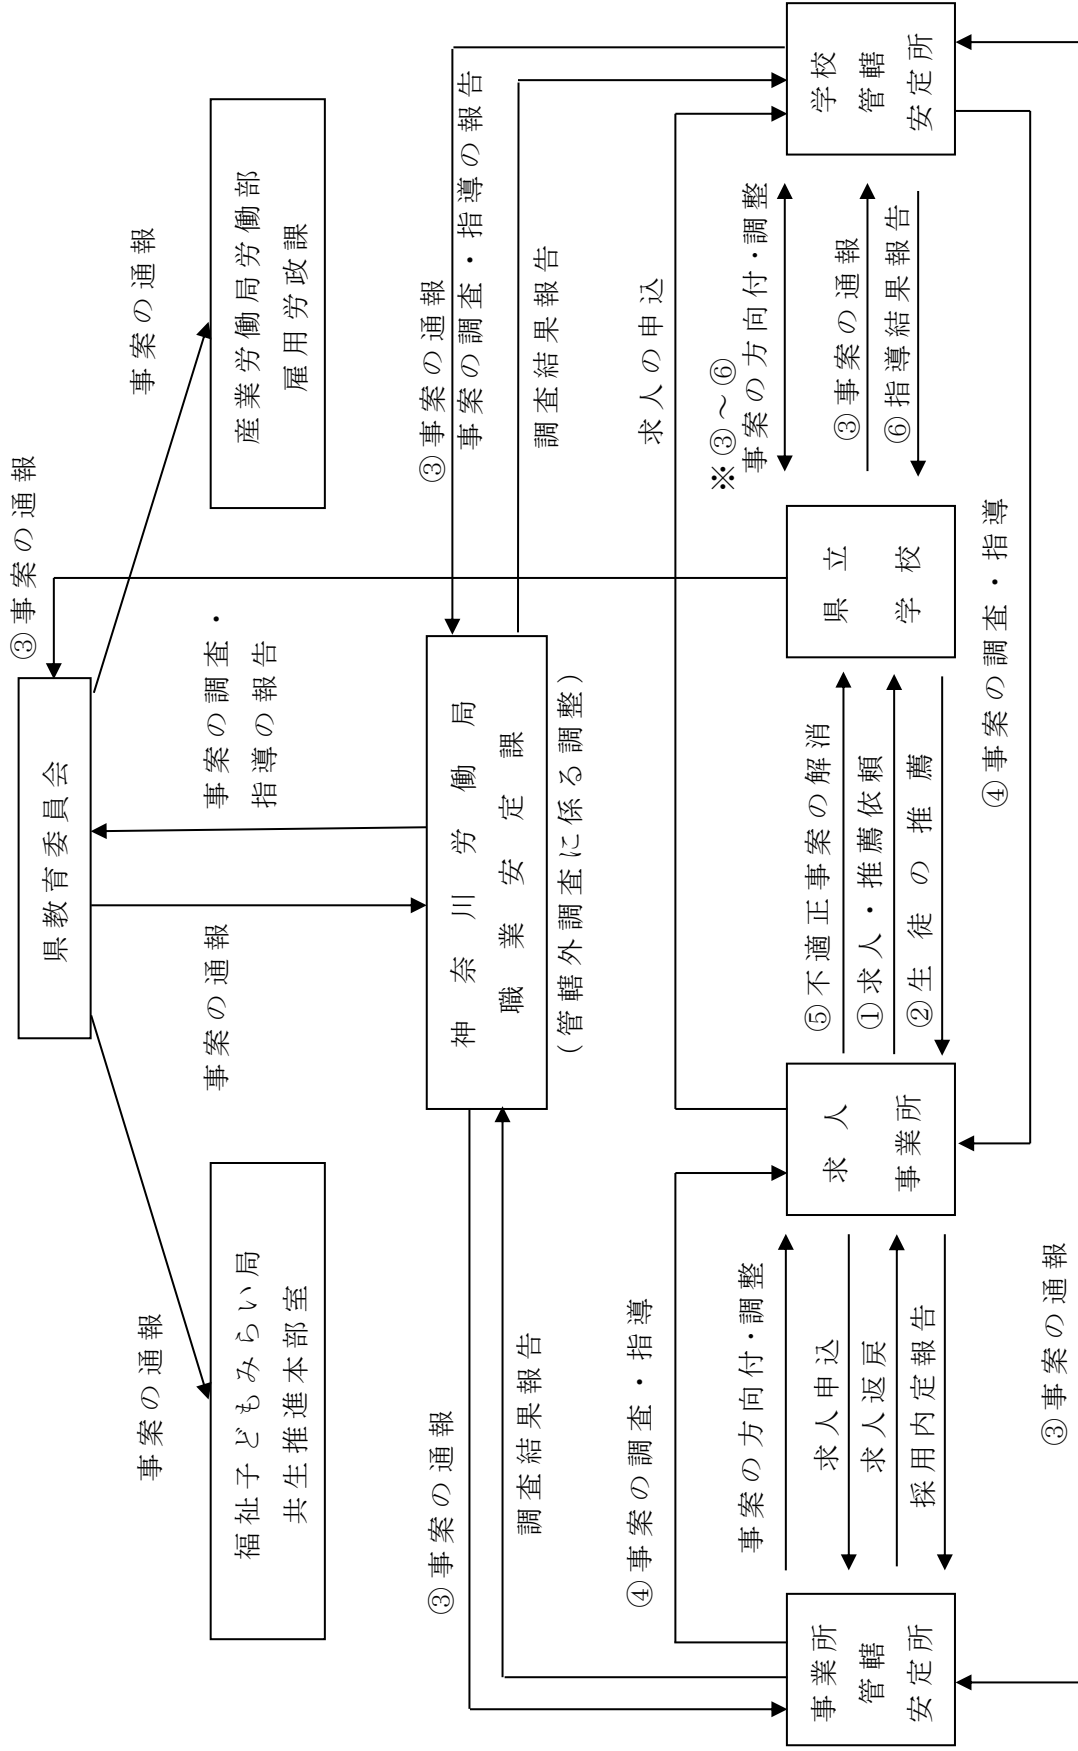 ③事案の通報
県教育委員会
事案の通報
事案の通報
福祉子どもみらい局
共生推進本部室
産業労働局労働部
雇用労政課
事案の通報
事案の調査・
指導の報告
③事案の通報
調査結果報告
神奈川労働局
職業安定課
(管轄外調査に係る調整)
③事案の通報
事案の調査・指導の報告
調査結果報告
④事案の調査・指導
求人の申込
事業所
管轄
安定所
事案の方向付・調整
求人申込
求人返戻
採用内定報告
求人
事業所
⑤不適正事案の解消
①求人・推薦依頼
②生徒の推薦
県立
学校
※③～⑥
事案の方向付・調整
③事案の通報
⑥指導結果報告
学校
管轄
安定所
④事案の調査・指導
③事案の通報